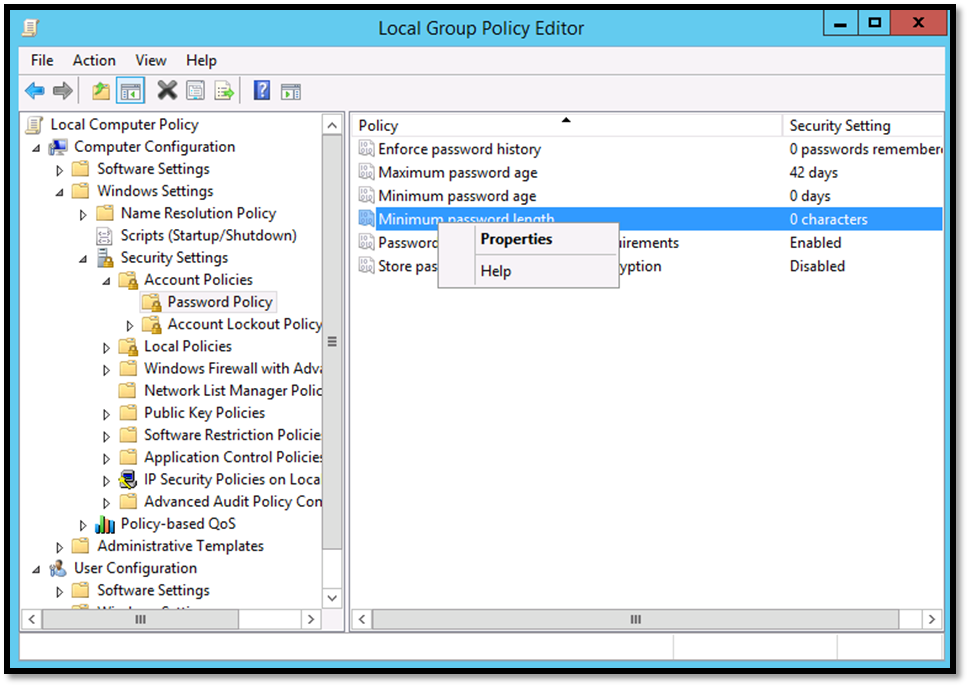 Local Group Policy Editor
File Action View Help
Local Computer Policy
Computer Configuration
Software Settings
Windows Settings
Name Resolution Policy
Scripts (Startup/Shutdown)
Security Settings
Account Policies
Password Policy
Account Lockout Policy
Local Policies
Windows Firewall with Adva
Network List Manager Polic
Public Key Policies
Software Restriction Policie
Application Control Policies
IP Security Policies on Loca
Advanced Audit Policy Con
Policy-based QoS
Administrative Templates
User Configuration
Software Settings
Policy Security Setting
Enforce password history 0 passwords remember
Maximum password age 42 days
Minimum password age 0 days
Minimum password length 0 characters
Password uirements Enabled
Store pas yption Disabled
Properties
Help